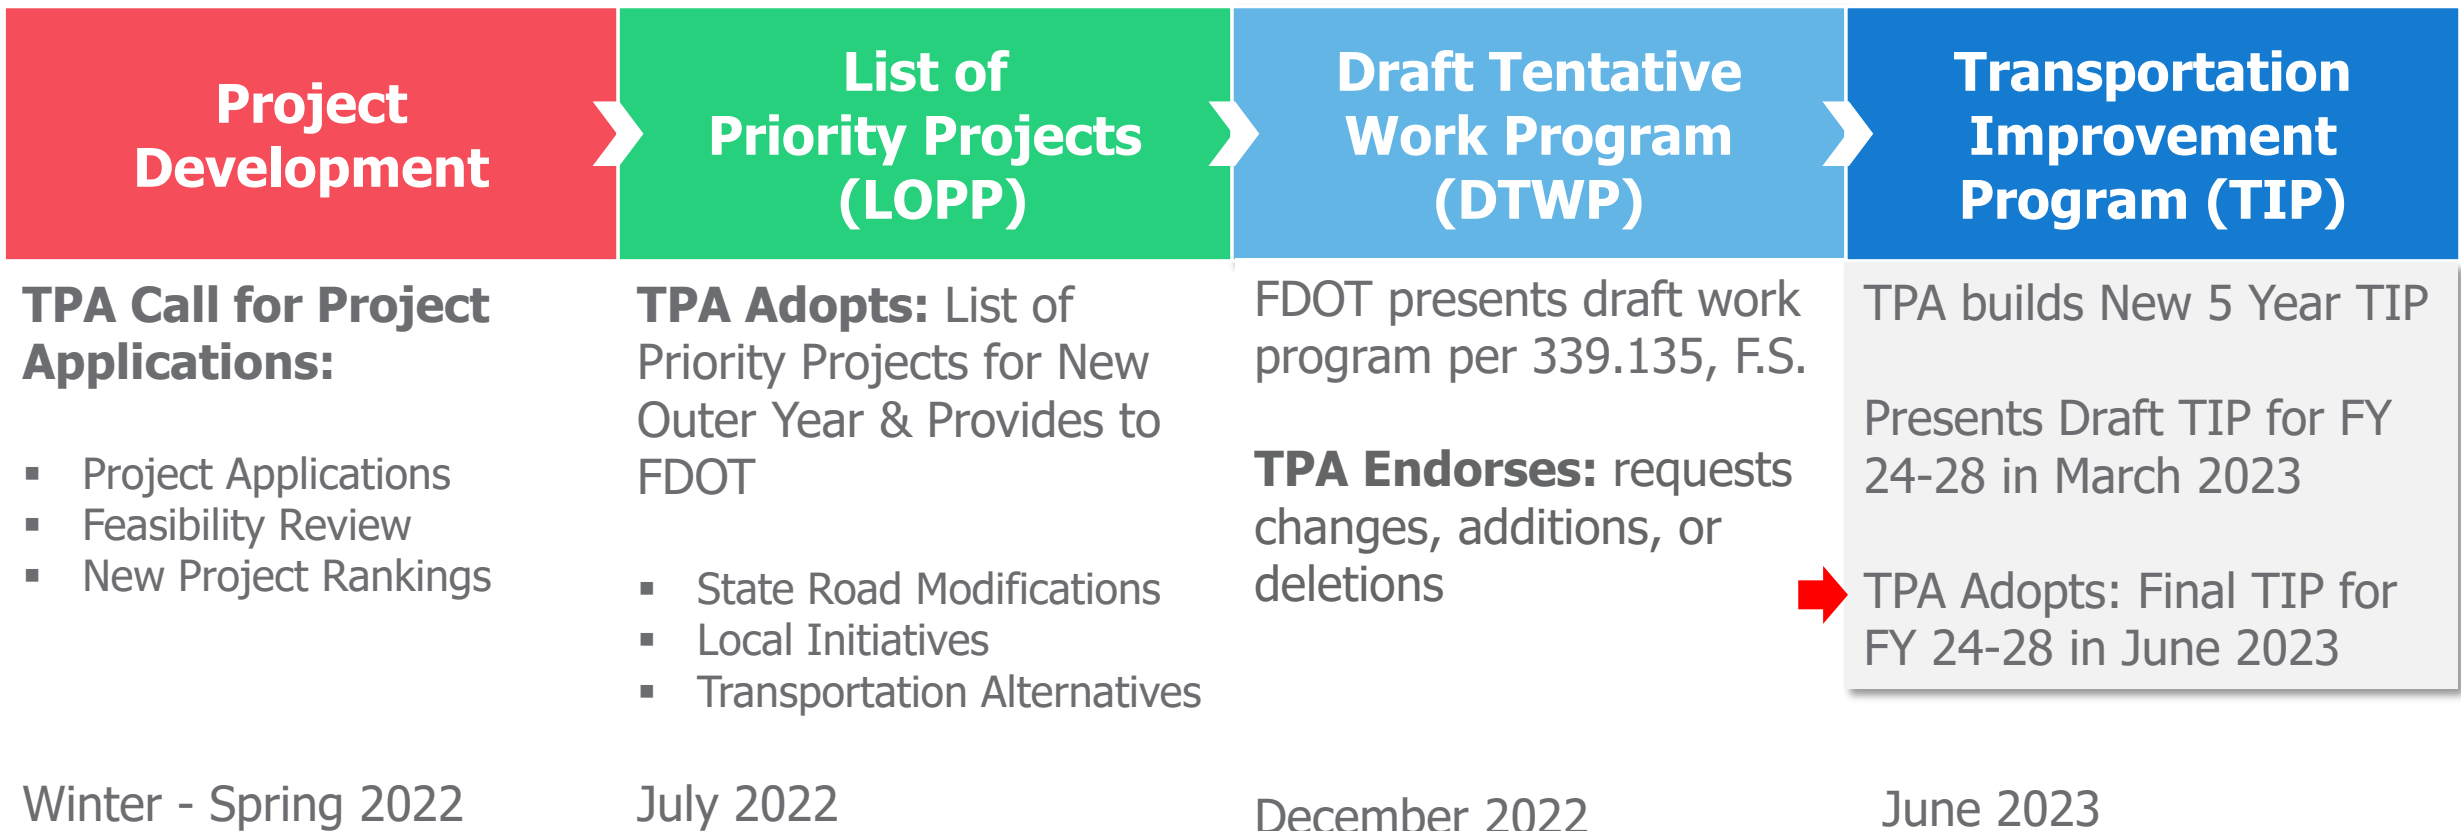 Project
Development
List of
Priority Projects
(LOPP)
Draft Tentative
Work Program
(DTWP)
Transportation
Improvement
Program (TIP)
TPA Call for Project
Applications:
▪ Project Applications
▪ Feasibility Review
▪ New Project Rankings
Winter - Spring 2022
TPA Adopts: List of
Priority Projects for New
Outer Year & Provides to
FDOT
▪ State Road Modifications
▪ Local Initiatives
▪ Transportation Alternatives
July 2022
FDOT presents draft work
program per 339.135, F.S.
TPA Endorses: requests
changes, additions, or
deletions
December 2022
TPA builds New 5 Year TIP
Presents Draft TIP for FY
24-28 in March 2023
TPA Adopts: Final TIP for
FY 24-28 in June 2023
June 2023